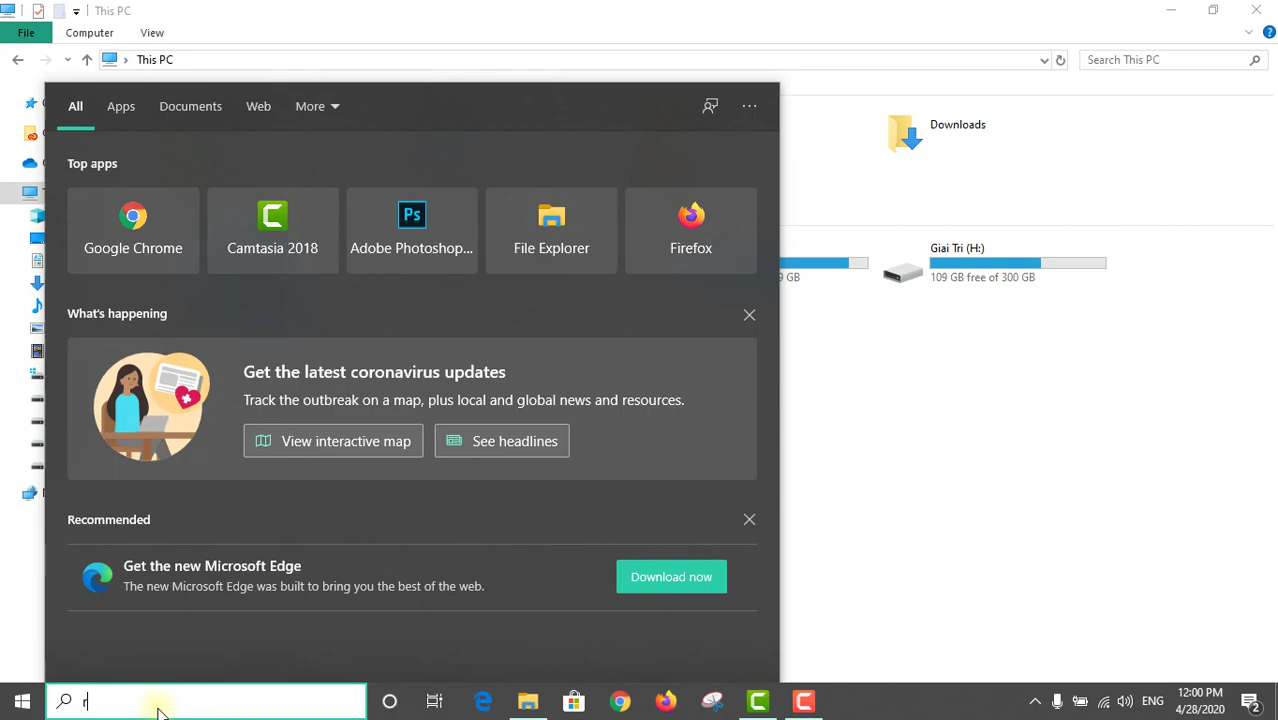 This PC
File Computer View
This PC
Search This PC
All Apps Documents Web More
Downloads
Top apps
Google Chrome Camtasia 2018 Adobe Photoshop... File Explorer Firefox
Giai Tri (H:)
9 GB
109 GB free of 300 GB
What's happening
Get the latest coronavirus updates
Track the outbreak on a map, plus local and global news and resources.
View interactive map See headlines
Recommended
Get the new Microsoft Edge
The new Microsoft Edge was built to bring you the best of the web.
Download now
r
ENG
12:00 PM
4/28/2020
2